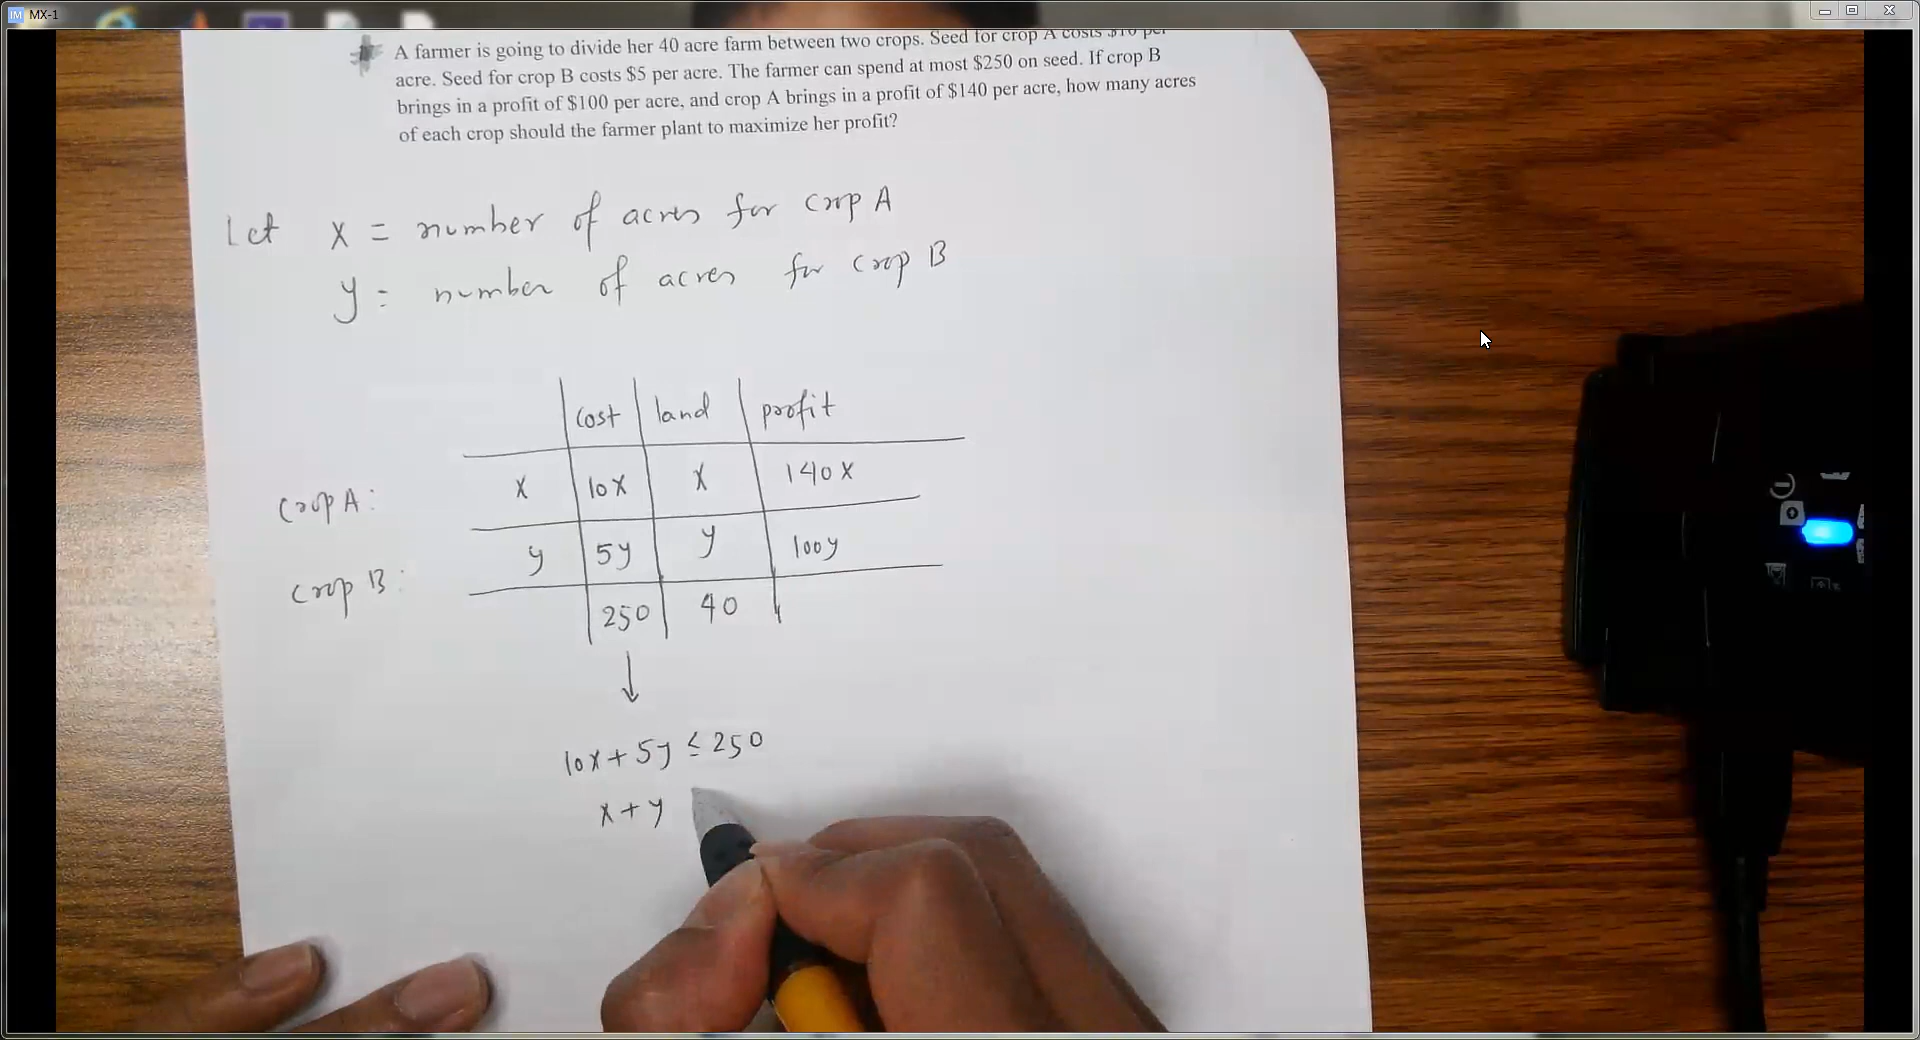 MX-1
A farmer is going to divide her 40 acre farm between two crops. Seed for crop A costs $10 per
acre. Seed for crop B costs $5 per acre. The farmer can spend at most $250 on seed. If crop B
brings in a profit of $100 per acre, and crop A brings in a profit of $140 per acre, how many acres
of each crop should the farmer plant to maximize her profit?
Let x = number of acres for crop A
y = number of acres for crop B
cost land profit
crop A: x 10x x 140x
crop B: y 5y y 100y
250 40
10x + 5y ≤ 250
x + y